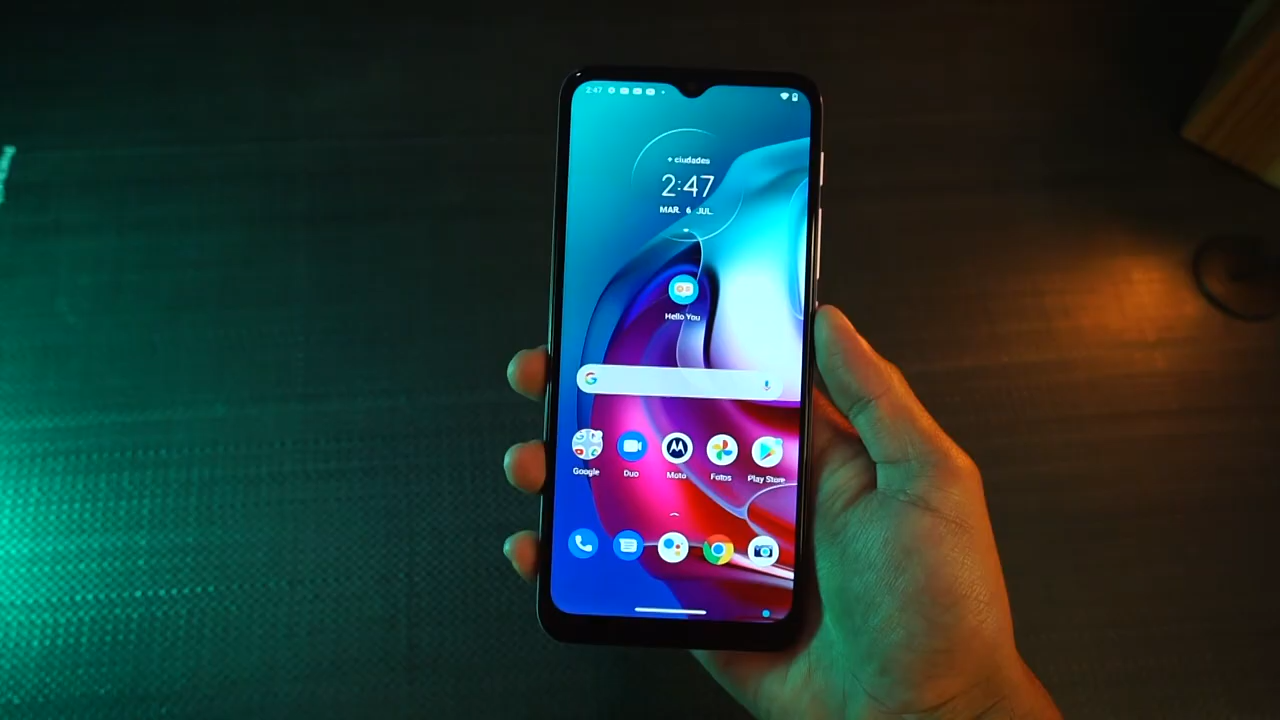 2:47
+ ciudades
2:47
MAR. 6 JUL.
Hello You
Google
Duo
Moto
Fotos
Play Store